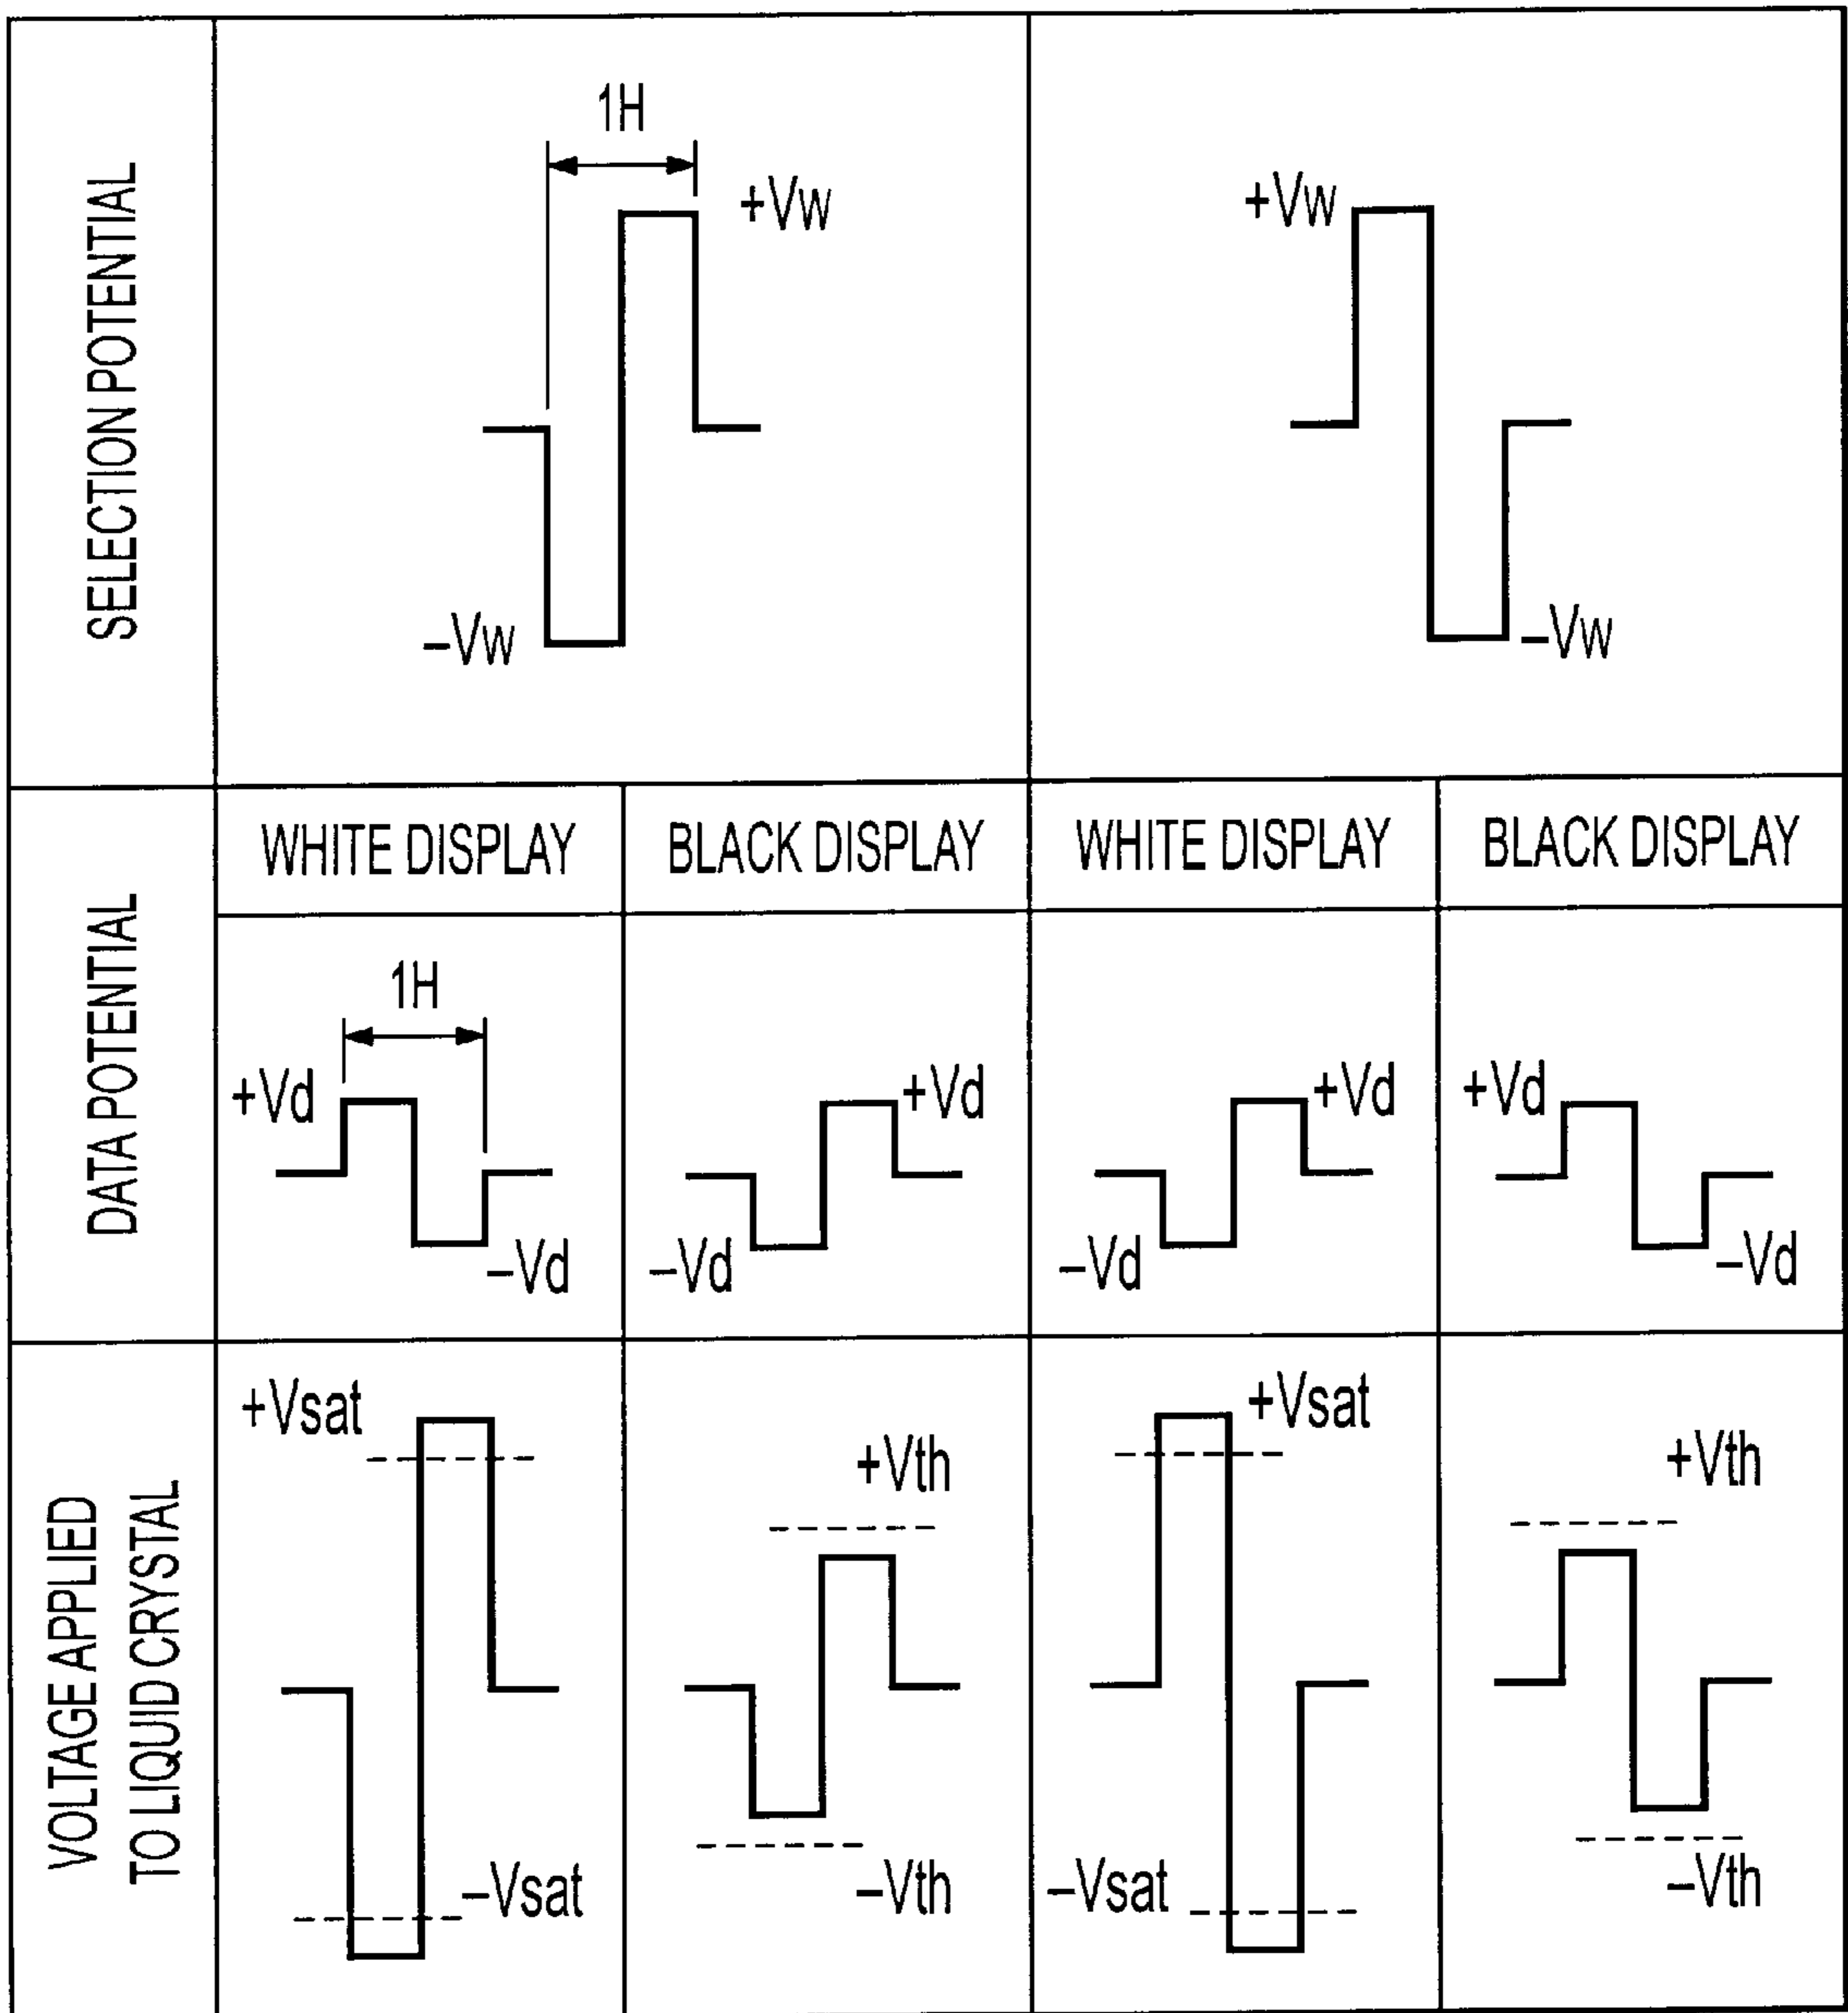 SELECTION POTENTIAL
1H
+Vw
−Vw
+Vw
−Vw
DATA POTENTIAL
WHITE DISPLAY
BLACK DISPLAY
WHITE DISPLAY
BLACK DISPLAY
1H
+Vd
−Vd
+Vd
−Vd
+Vd
−Vd
+Vd
−Vd
VOLTAGE APPLIED
TO LIQUID CRYSTAL
+Vsat
−Vsat
+Vth
−Vth
+Vsat
−Vsat
+Vth
−Vth